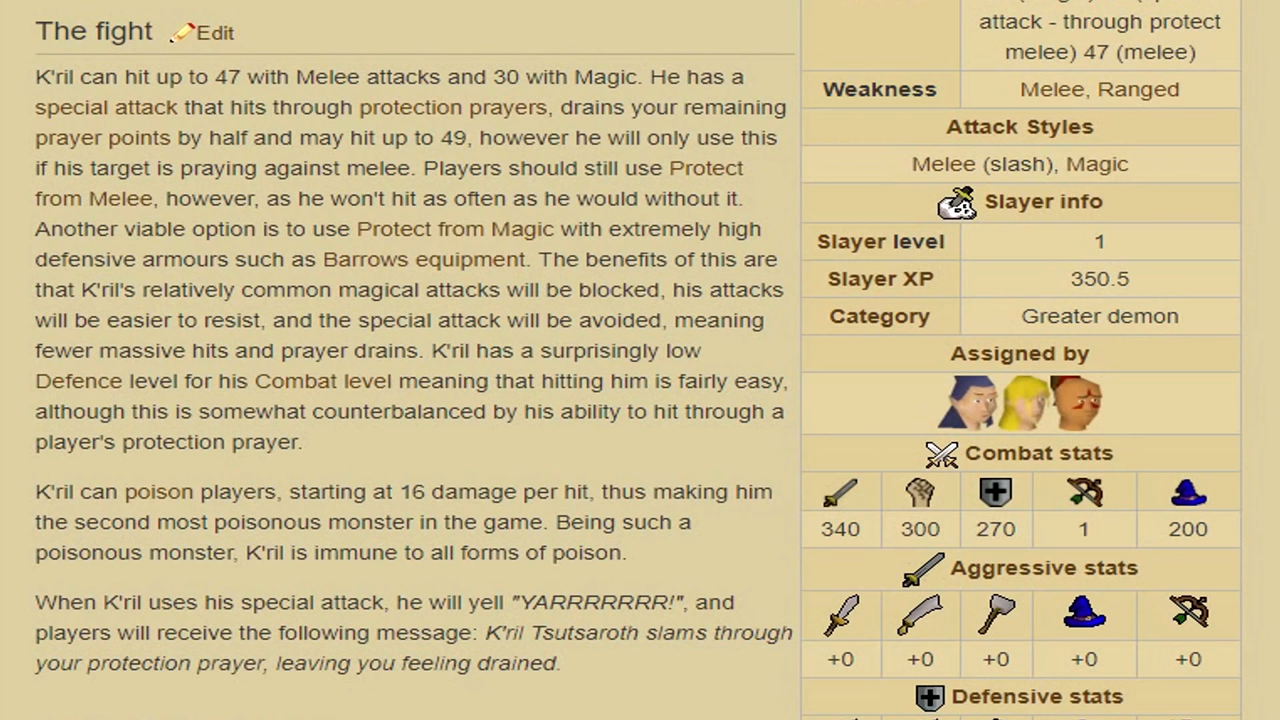 The fight Edit
K'ril can hit up to 47 with Melee attacks and 30 with Magic. He has a
special attack that hits through protection prayers, drains your remaining
prayer points by half and may hit up to 49, however he will only use this
if his target is praying against melee. Players should still use Protect
from Melee, however, as he won't hit as often as he would without it.
Another viable option is to use Protect from Magic with extremely high
defensive armours such as Barrows equipment. The benefits of this are
that K'ril's relatively common magical attacks will be blocked, his attacks
will be easier to resist, and the special attack will be avoided, meaning
fewer massive hits and prayer drains. K'ril has a surprisingly low
Defence level for his Combat level meaning that hitting him is fairly easy,
although this is somewhat counterbalanced by his ability to hit through a
player's protection prayer.
K'ril can poison players, starting at 16 damage per hit, thus making him
the second most poisonous monster in the game. Being such a
poisonous monster, K'ril is immune to all forms of poison.
When K'ril uses his special attack, he will yell "YARRRRRRR!", and
players will receive the following message: K'ril Tsutsaroth slams through
your protection prayer, leaving you feeling drained.
attack - through protect
melee) 47 (melee)
Weakness Melee, Ranged
Attack Styles
Melee (slash), Magic
Slayer info
Slayer level 1
Slayer XP 350.5
Category Greater demon
Assigned by
Combat stats
340 300 270 1 200
Aggressive stats
+0 +0 +0 +0 +0
Defensive stats